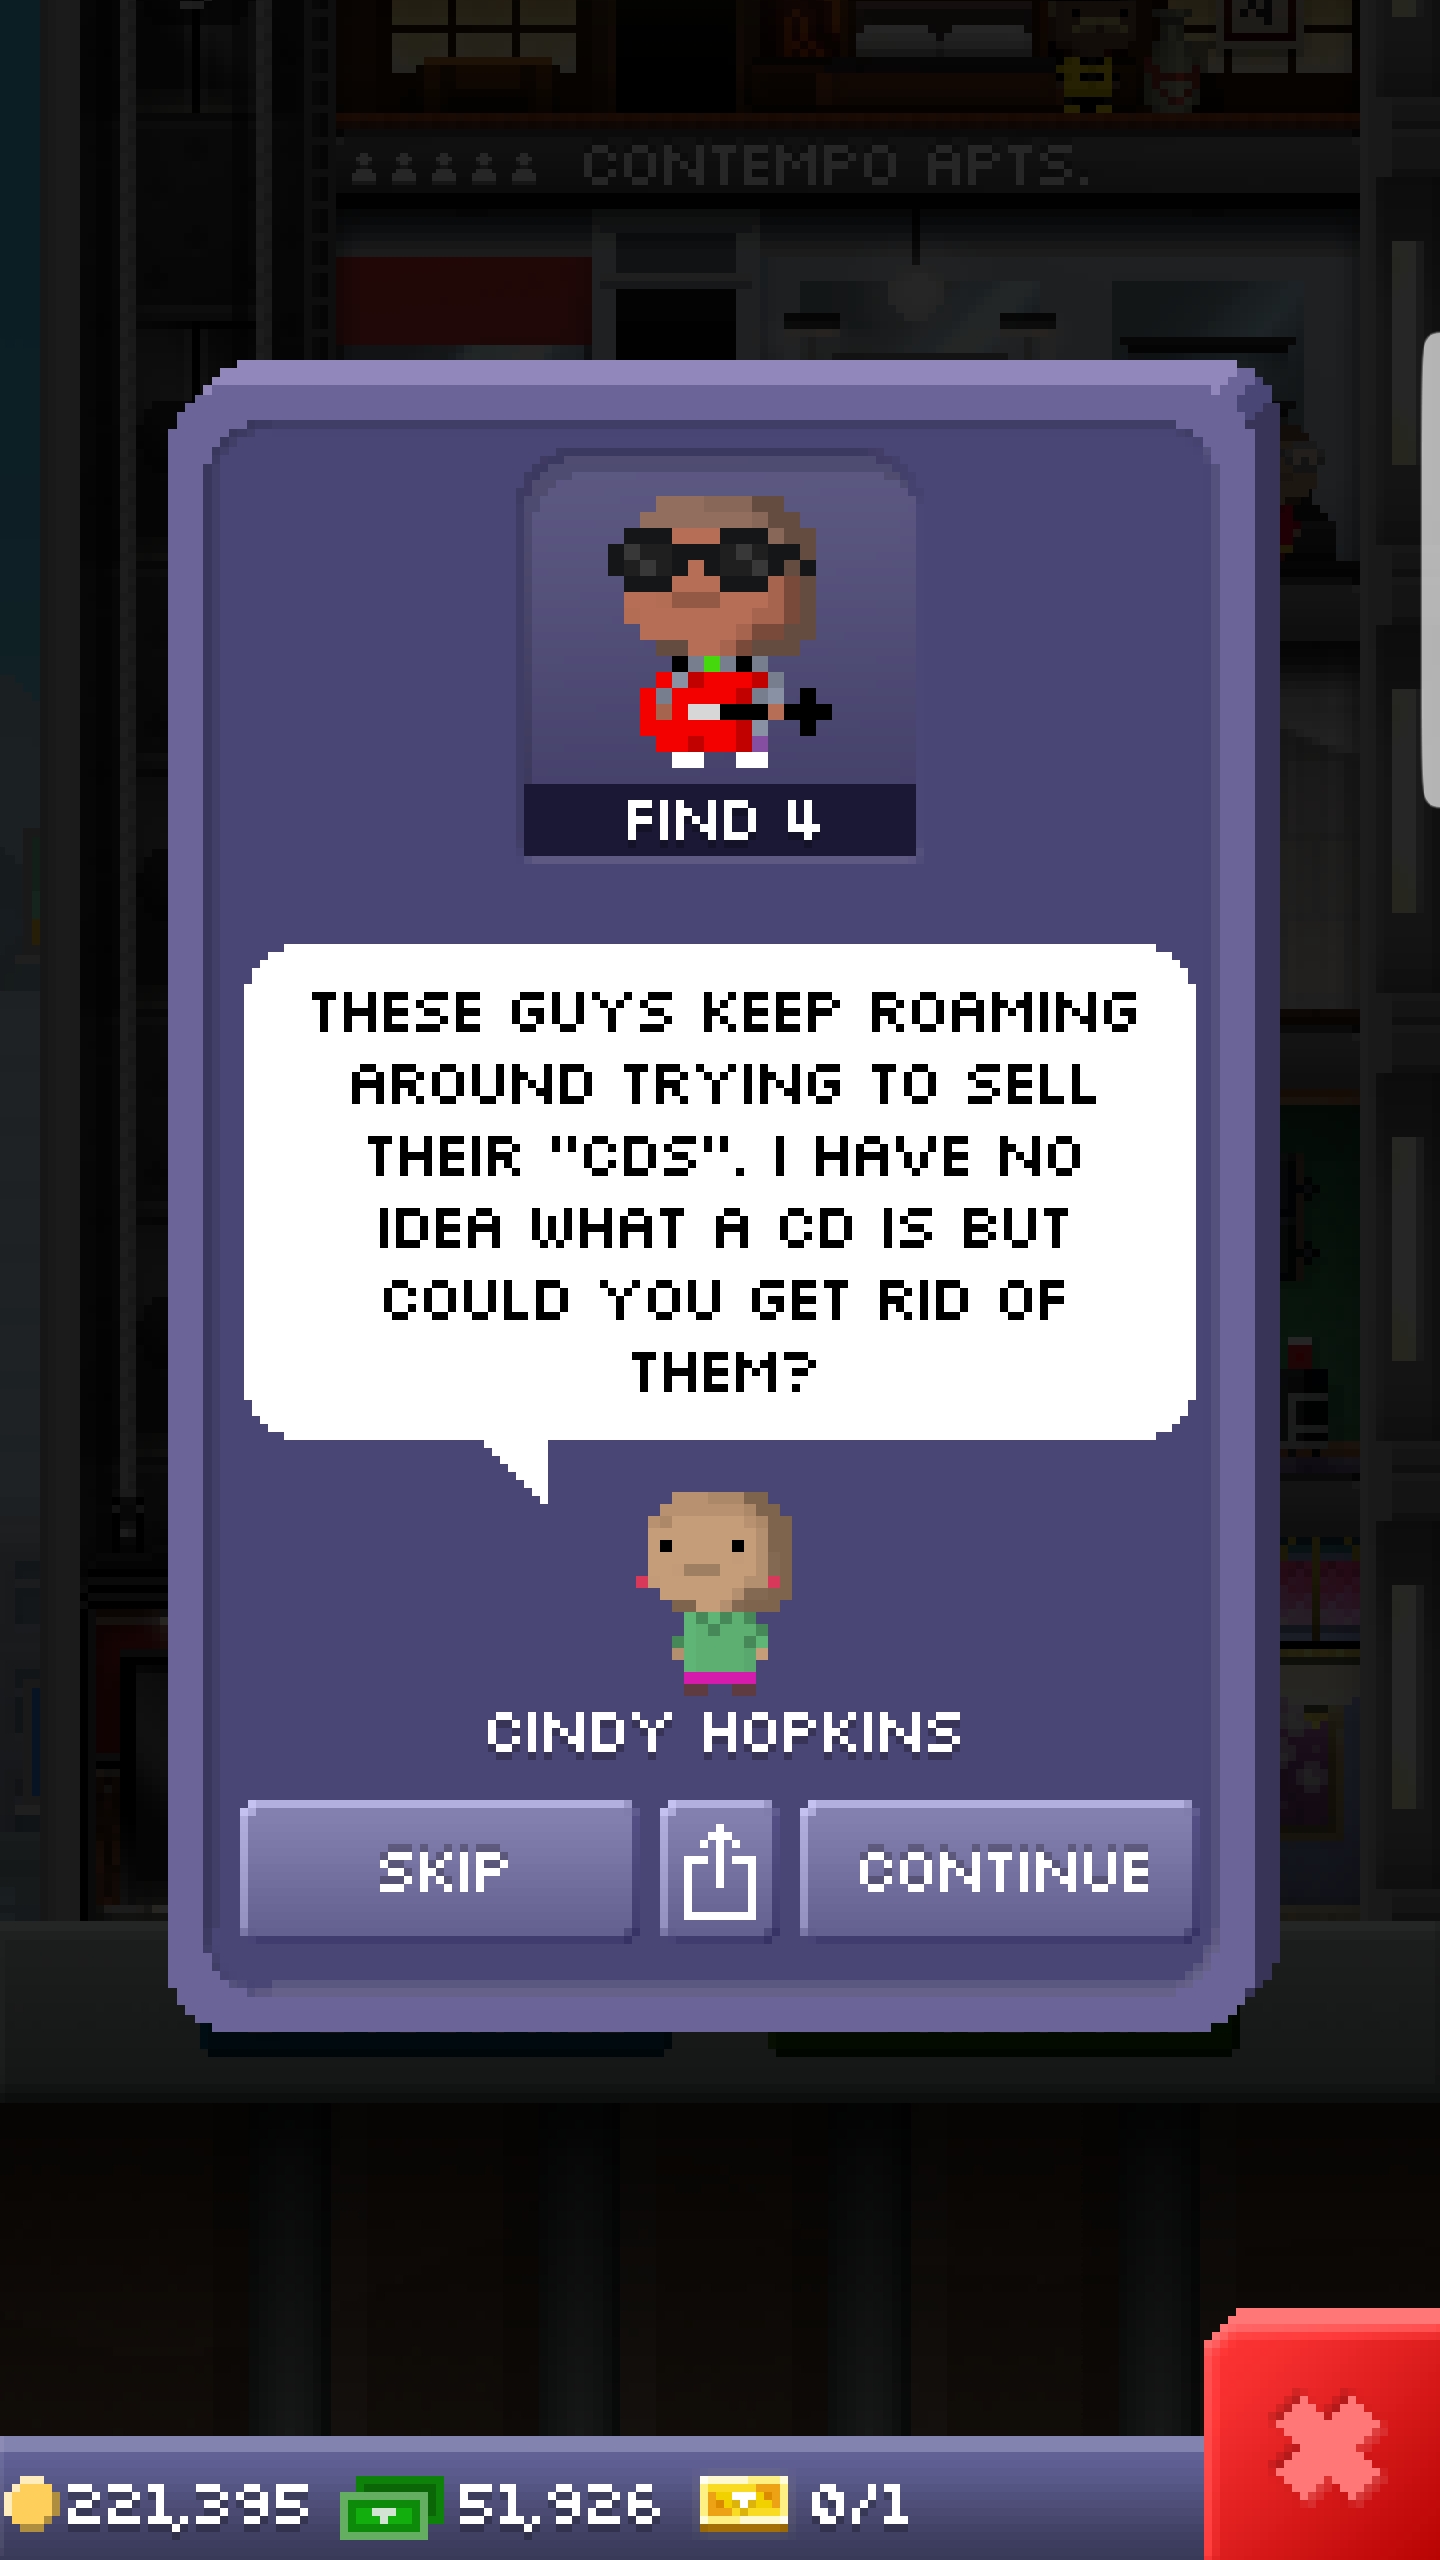 CONTEMPO APTS.
FIND 4
THESE GUYS KEEP ROAMING
AROUND TRYING TO SELL
THEIR "CDS". I HAVE NO
IDEA WHAT A CD IS BUT
COULD YOU GET RID OF
THEM?
CINDY HOPKINS
SKIP
CONTINUE
221,395 51,926 0/1